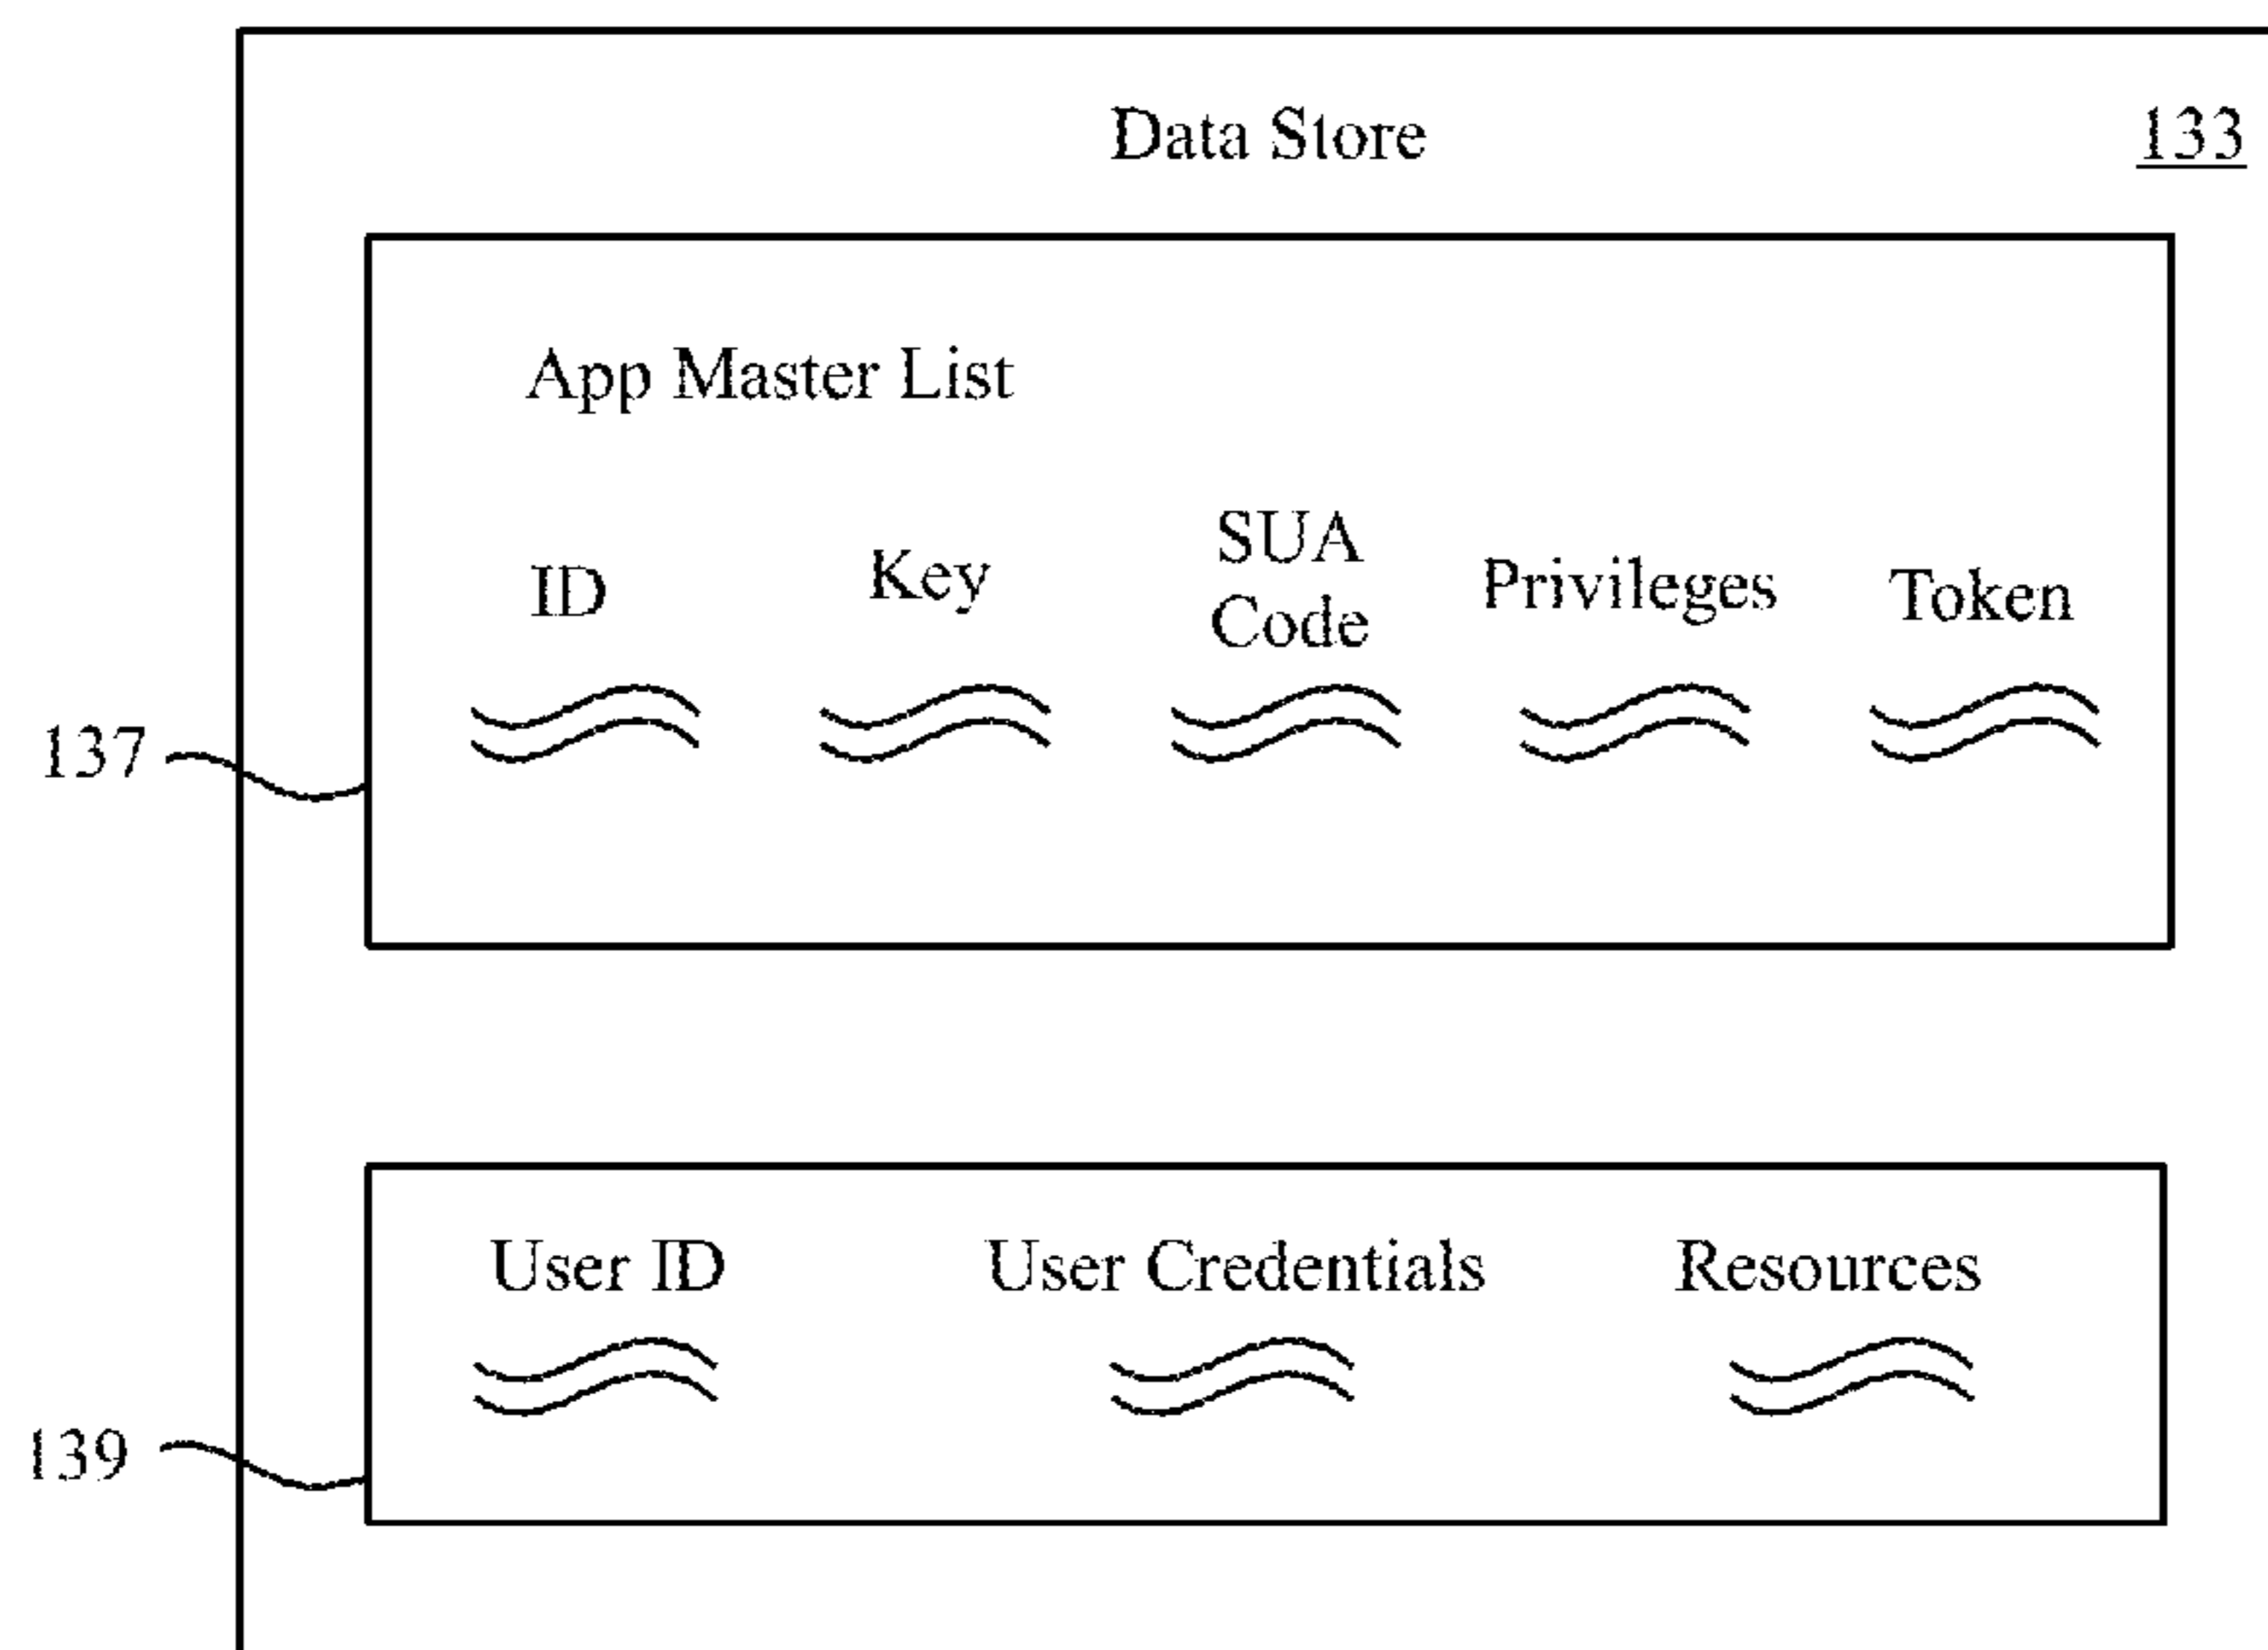 Data Store 133
App Master List
ID Key SUA Code Privileges Token
137
User ID User Credentials Resources
139